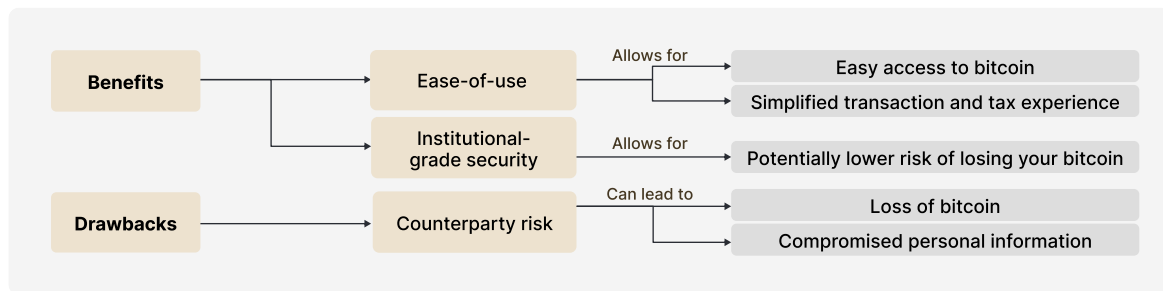 Benefits
Ease-of-use
Allows for
Easy access to bitcoin
Simplified transaction and tax experience
Institutional-
grade security
Allows for
Potentially lower risk of losing your bitcoin
Drawbacks
Counterparty risk
Can lead to
Loss of bitcoin
Compromised personal information